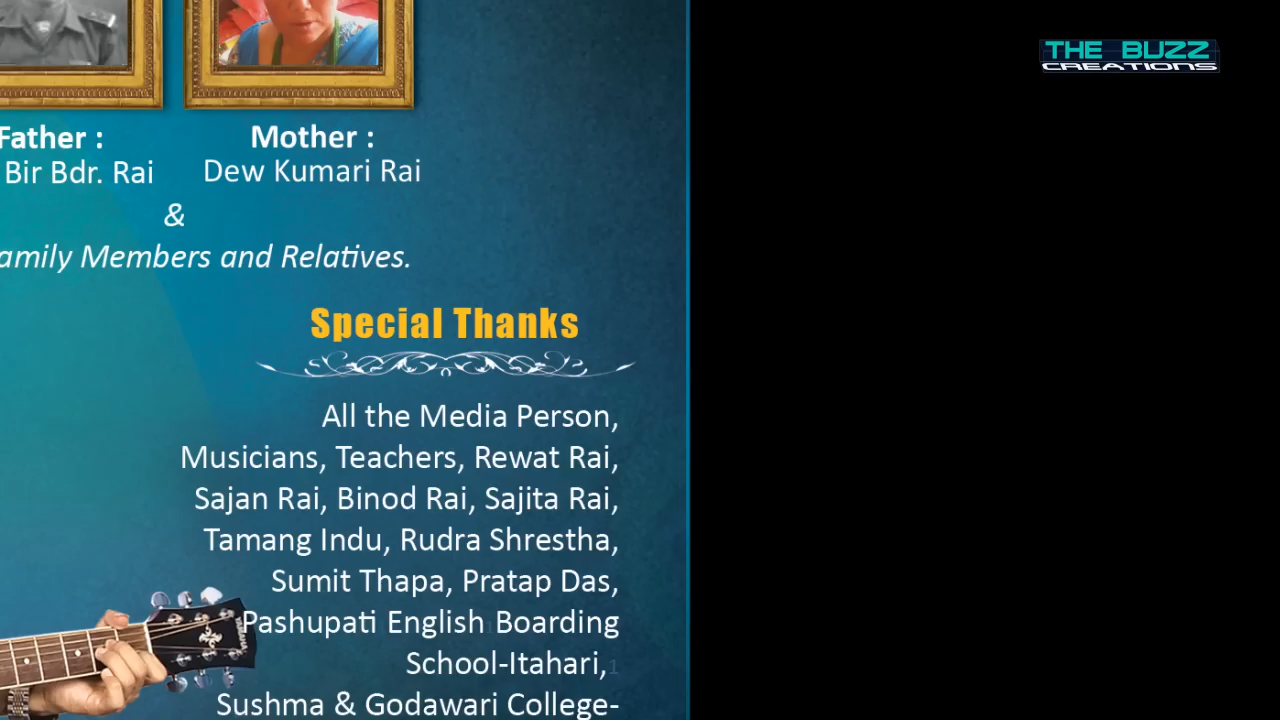 THE BUZZ
CREATIONS
Father :
Mother :
Bir Bdr. Rai
Dew Kumari Rai
&
amily Members and Relatives.
Special Thanks
All the Media Person,
Musicians, Teachers, Rewat Rai,
Sajan Rai, Binod Rai, Sajita Rai,
Tamang Indu, Rudra Shrestha,
Sumit Thapa, Pratap Das,
Pashupati English Boarding
School-Itahari,
Sushma & Godawari College-
YAMAHA